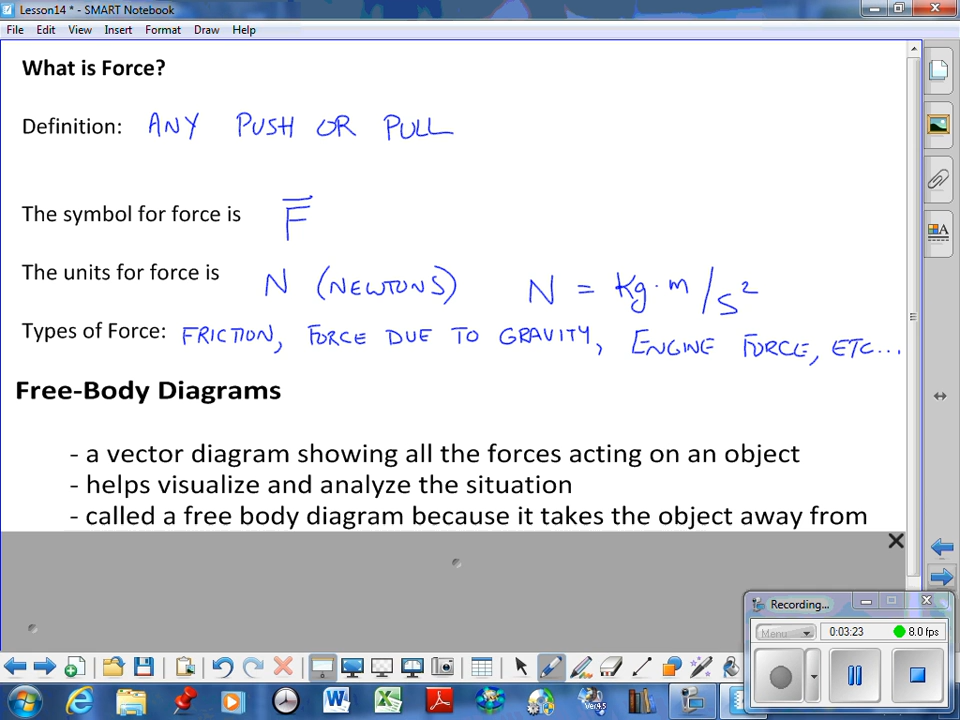 Lesson14 * - SMART Notebook
File Edit View Insert Format Draw Help
What is Force?
Definition: ANY PUSH OR PULL
The symbol for force is F
The units for force is N (NEWTONS) N = Kg·m/s²
Types of Force: FRICTION, FORCE DUE TO GRAVITY, ENGINE FORCE, ETC...
Free-Body Diagrams
- a vector diagram showing all the forces acting on an object
- helps visualize and analyze the situation
- called a free body diagram because it takes the object away from
Recording...
Menu 0:03:23 8.0 fps